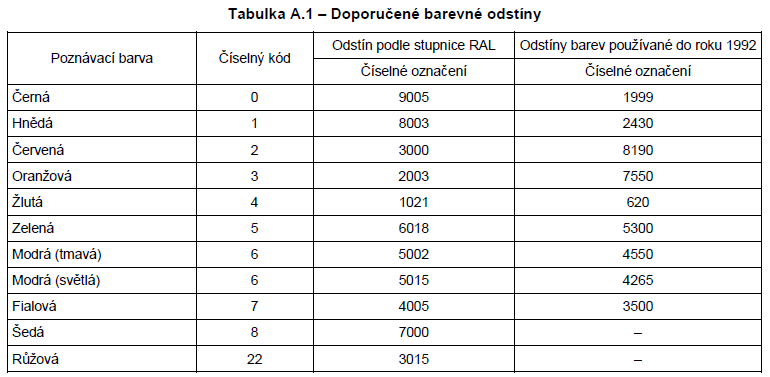 Tabulka A.1 – Doporučené barevné odstíny
Poznávací barva Číselný kód Odstín podle stupnice RAL Odstíny barev používané do roku 1992
Číselné označení Číselné označení
Černá 0 9005 1999
Hnědá 1 8003 2430
Červená 2 3000 8190
Oranžová 3 2003 7550
Žlutá 4 1021 620
Zelená 5 6018 5300
Modrá (tmavá) 6 5002 4550
Modrá (světlá) 6 5015 4265
Fialová 7 4005 3500
Šedá 8 7000 –
Růžová 22 3015 –